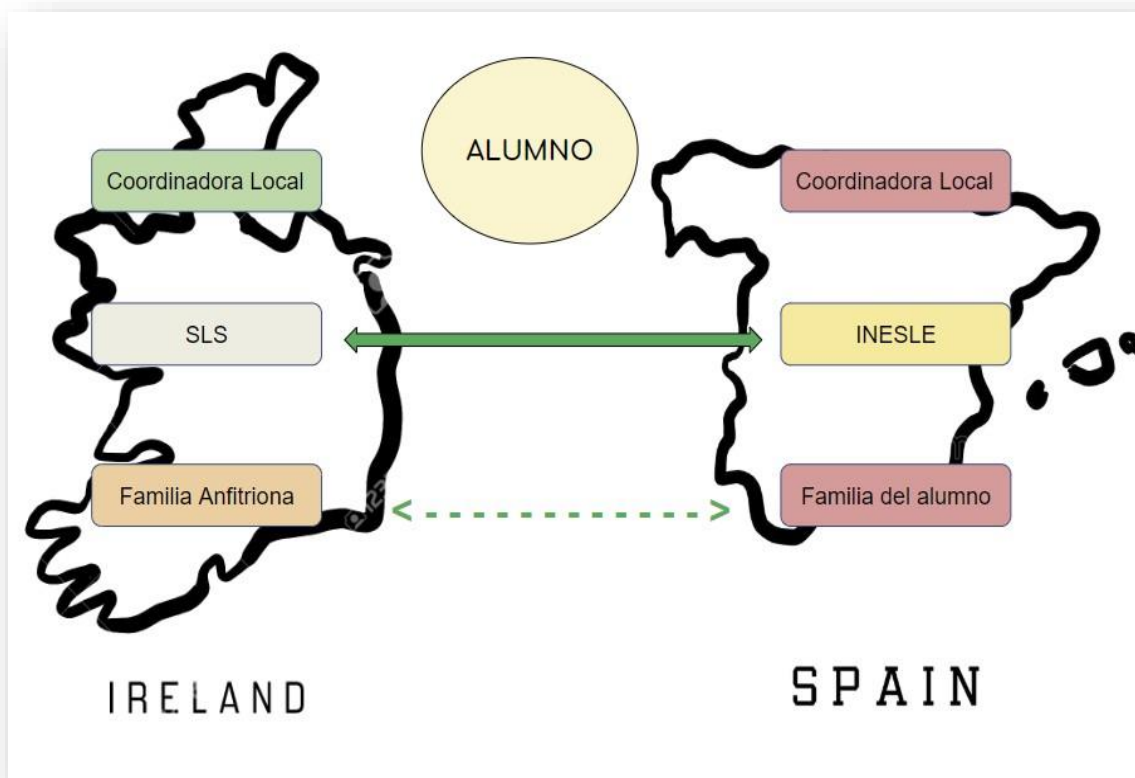 ALUMNO
Coordinadora Local
Coordinadora Local
SLS
INESLE
Familia Anfitriona
Familia del alumno
IRELAND
SPAIN